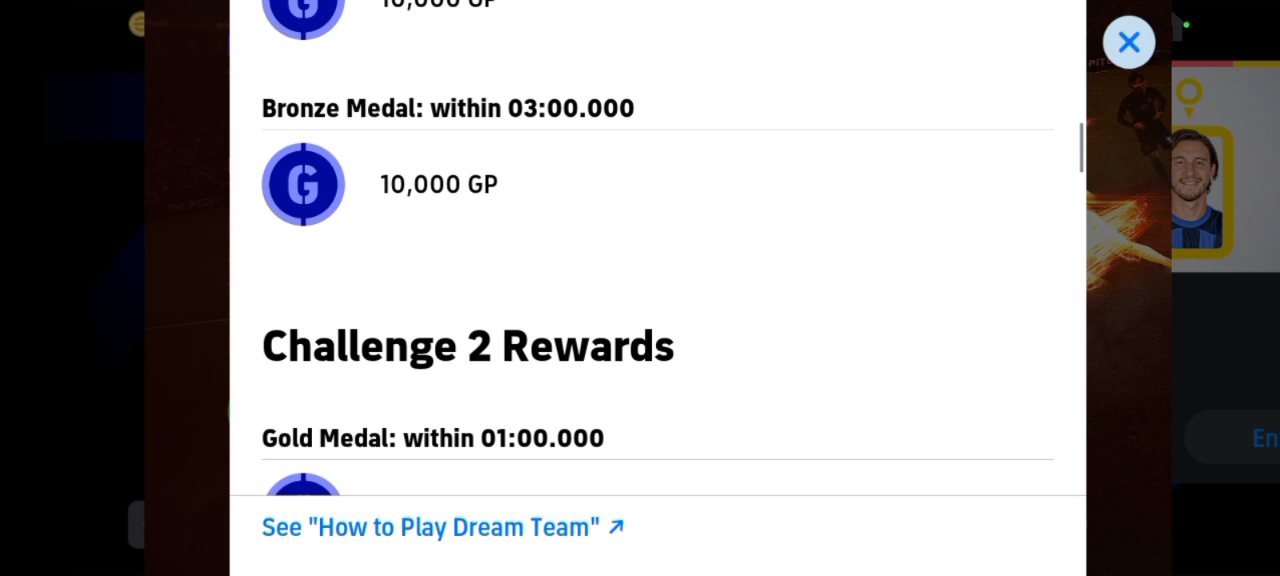 10,000 GP
Bronze Medal: within 03:00.000
10,000 GP
Challenge 2 Rewards
Gold Medal: within 01:00.000
See "How to Play Dream Team" ↗
En